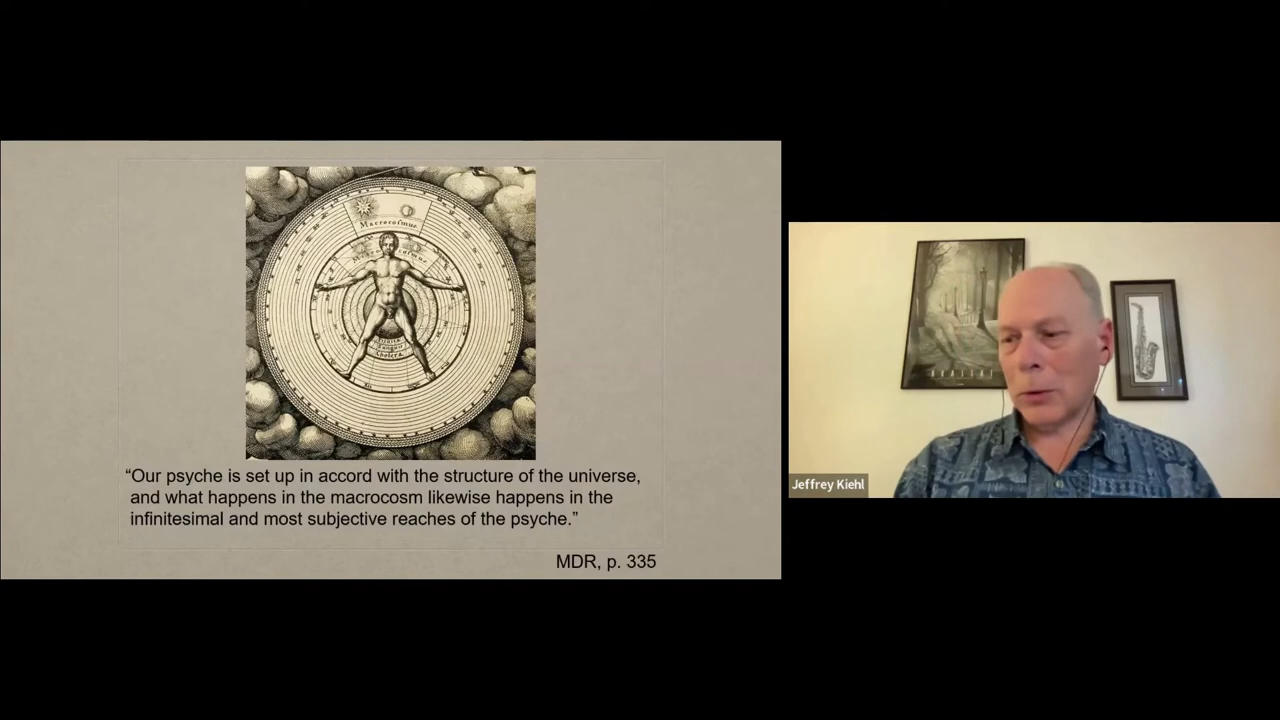 Macrocosmus
“Our psyche is set up in accord with the structure of the universe,
and what happens in the macrocosm likewise happens in the
infinitesimal and most subjective reaches of the psyche.”
MDR, p. 335
Jeffrey Kiehl